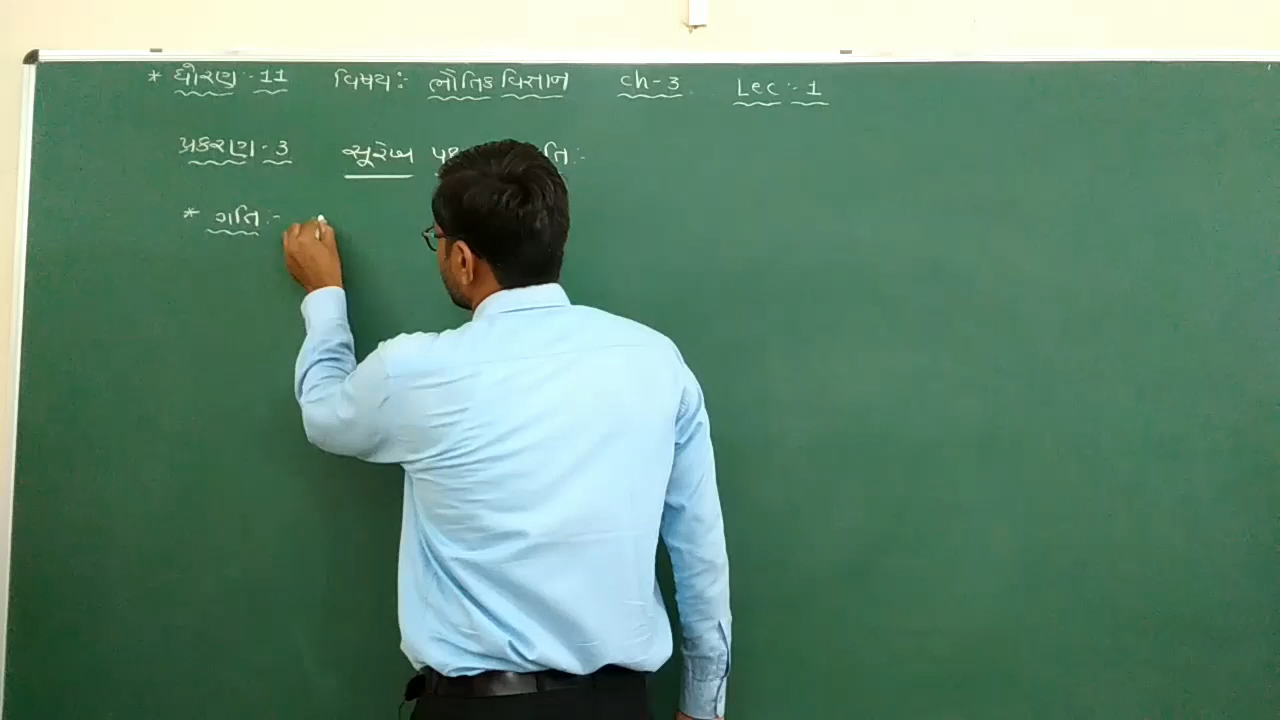 * ધોરણ :- 11 વિષય :- ભૌતિક વિજ્ઞાન ch-3 Lec :- 1
પ્રકરણ - 3 સુરેખ
* ગતિ :-